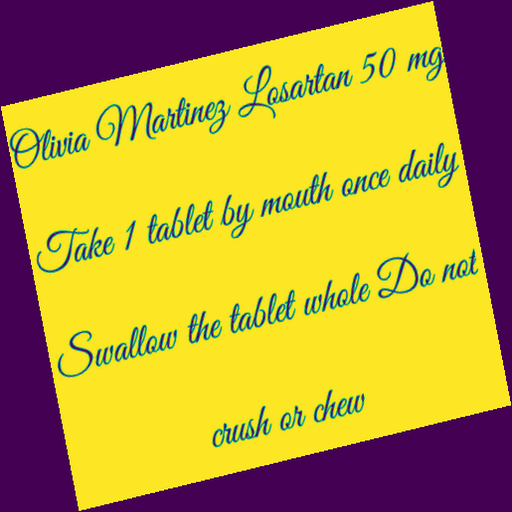 Olivia Martinez Losartan 50 mg
Take 1 tablet by mouth once daily
Swallow the tablet whole Do not
crush or chew